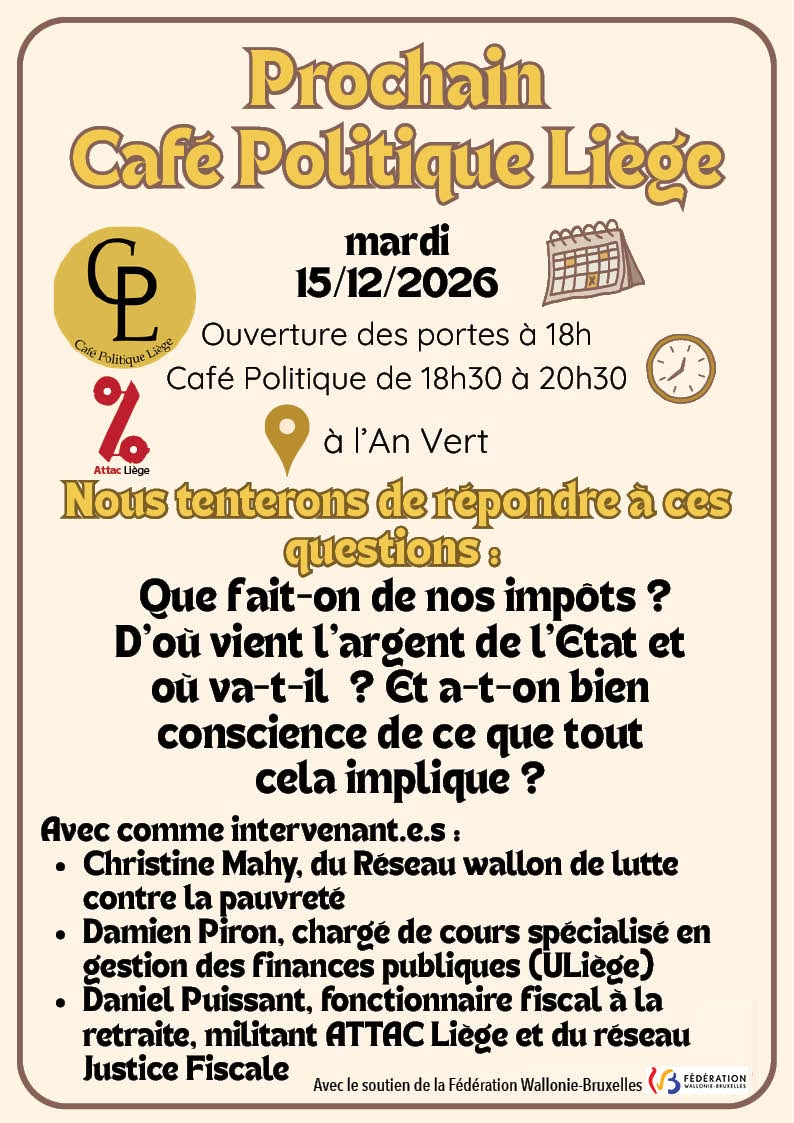 Prochain
Café Politique Liège
mardi
15/12/2026
CPL
Café Politique Liège
Ouverture des portes à 18h
Café Politique de 18h30 à 20h30
%
Attac Liège
à l'An Vert
Nous tenterons de répondre à ces
questions :
Que fait-on de nos impôts ?
D'où vient l'argent de l'Etat et
où va-t-il ? Et a-t-on bien
conscience de ce que tout
cela implique ?
Avec comme intervenant.e.s :
• Christine Mahy, du Réseau wallon de lutte
contre la pauvreté
• Damien Piron, chargé de cours spécialisé en
gestion des finances publiques (ULiège)
• Daniel Puissant, fonctionnaire fiscal à la
retraite, militant ATTAC Liège et du réseau
Justice Fiscale
Avec le soutien de la Fédération Wallonie-Bruxelles
FÉDÉRATION
WALLONIE-BRUXELLES